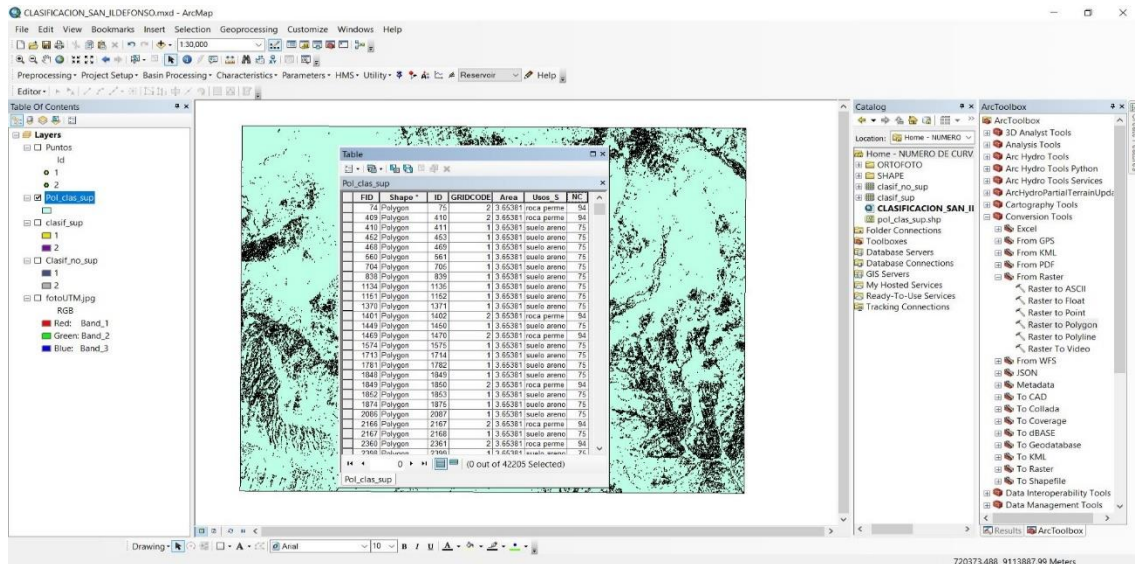 CLASIFICACION_SAN_ILDEFONSO.mxd - ArcMap
File Edit View Bookmarks Insert Selection Geoprocessing Customize Windows Help
1:30,000
Preprocessing Project Setup Basin Processing Characteristics Parameters HMS Utility Reservoir Help
Editor
Table Of Contents
Layers
Puntos
Id
1
2
Pol_clas_sup
clasif_sup
1
2
Clasif_no_sup
1
2
fotoUTM.jpg
RGB
Red: Band_1
Green: Band_2
Blue: Band_3
Table
Pol_clas_sup
FID Shape * ID GRIDCODE Area Usos_S NC
74 Polygon 75 2 3.65381 roca perme 94
409 Polygon 410 2 3.65381 roca perme 94
410 Polygon 411 1 3.65381 suelo areno 75
452 Polygon 453 1 3.65381 suelo areno 75
468 Polygon 469 1 3.65381 suelo areno 75
560 Polygon 561 1 3.65381 suelo areno 75
704 Polygon 705 1 3.65381 suelo areno 75
838 Polygon 839 1 3.65381 suelo areno 75
1134 Polygon 1135 1 3.65381 suelo areno 75
1151 Polygon 1152 1 3.65381 suelo areno 75
1370 Polygon 1371 1 3.65381 suelo areno 75
1401 Polygon 1402 2 3.65381 roca perme 94
1449 Polygon 1450 1 3.65381 suelo areno 75
1469 Polygon 1470 2 3.65381 roca perme 94
1574 Polygon 1575 1 3.65381 suelo areno 75
1713 Polygon 1714 1 3.65381 suelo areno 75
1781 Polygon 1782 1 3.65381 suelo areno 75
1848 Polygon 1849 1 3.65381 suelo areno 75
1849 Polygon 1850 2 3.65381 roca perme 94
1852 Polygon 1853 1 3.65381 suelo areno 75
1874 Polygon 1875 1 3.65381 suelo areno 75
2086 Polygon 2087 1 3.65381 suelo areno 75
2166 Polygon 2167 2 3.65381 roca perme 94
2167 Polygon 2168 1 3.65381 suelo areno 75
2360 Polygon 2361 2 3.65381 roca perme 94
2398 Polygon 2399 1 3.65381 suelo areno 75
0 (0 out of 42205 Selected)
Pol_clas_sup
Catalog
Location: Home - NUMERO
Home - NUMERO DE CURV
ORTOFOTO
SHAPE
clasif_no_sup
clasif_sup
CLASIFICACION_SAN_II
pol_clas_sup.shp
Folder Connections
Toolboxes
Database Servers
Database Connections
GIS Servers
My Hosted Services
Ready-To-Use Services
Tracking Connections
ArcToolbox
ArcToolbox
3D Analyst Tools
Analysis Tools
Arc Hydro Tools
Arc Hydro Tools Python
Arc Hydro Tools Services
ArcHydroPartialTerrainUpda
Cartography Tools
Conversion Tools
Excel
From GPS
From KML
From PDF
From Raster
Raster to ASCII
Raster to Float
Raster to Point
Raster to Polygon
Raster to Polyline
Raster To Video
From WFS
JSON
Metadata
To CAD
To Collada
To Coverage
To dBASE
To Geodatabase
To KML
To Raster
To Shapefile
Data Interoperability Tools
Data Management Tools
Results ArcToolbox
Drawing A Arial 10 B I U A
720373.488 9113887.99 Meters